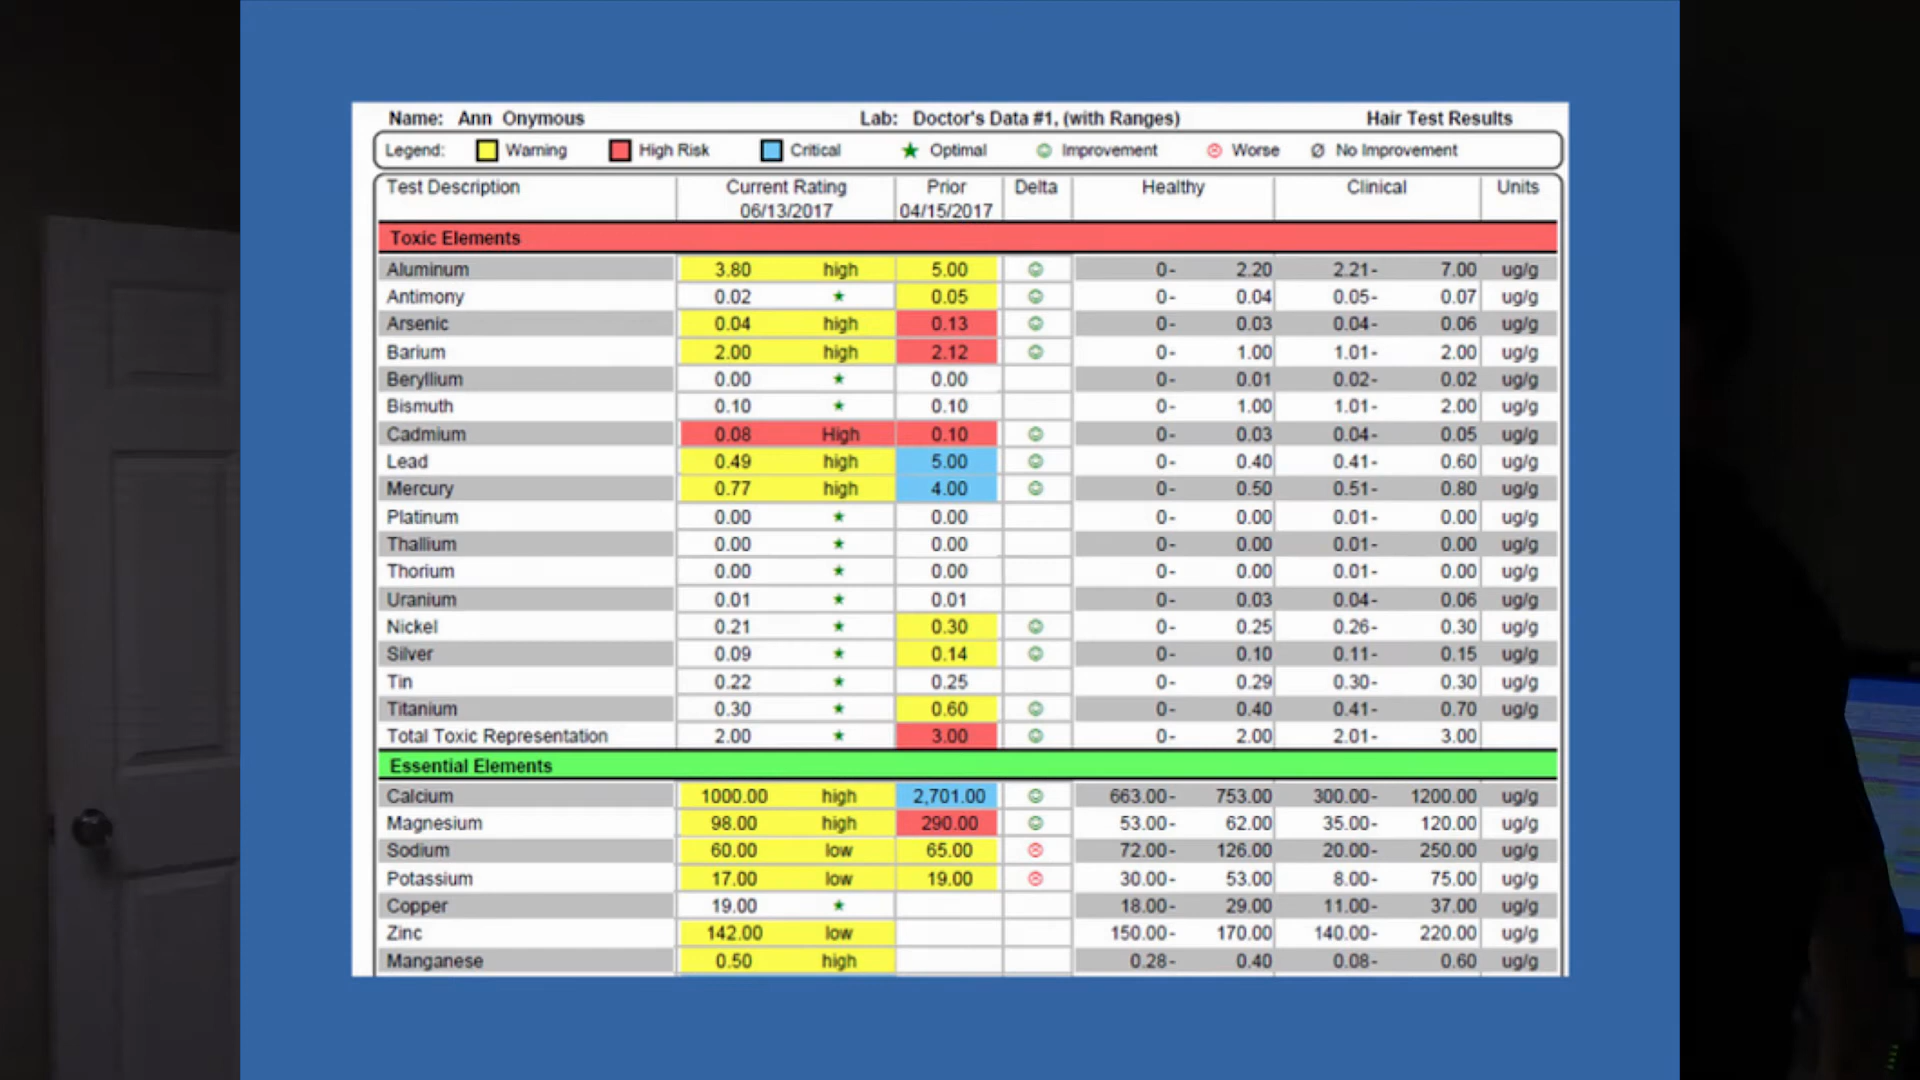 Name: Ann Onymous Lab: Doctor's Data #1, (with Ranges) Hair Test Results
Legend: Warning High Risk Critical ★ Optimal Improvement Worse Ø No Improvement
Test Description Current Rating Prior Delta Healthy Clinical Units
06/13/2017 04/15/2017
Toxic Elements
Aluminum 3.80 high 5.00 0- 2.20 2.21- 7.00 ug/g
Antimony 0.02 ★ 0.05 0- 0.04 0.05- 0.07 ug/g
Arsenic 0.04 high 0.13 0- 0.03 0.04- 0.06 ug/g
Barium 2.00 high 2.12 0- 1.00 1.01- 2.00 ug/g
Beryllium 0.00 ★ 0.00 0- 0.01 0.02- 0.02 ug/g
Bismuth 0.10 ★ 0.10 0- 1.00 1.01- 2.00 ug/g
Cadmium 0.08 High 0.10 0- 0.03 0.04- 0.05 ug/g
Lead 0.49 high 5.00 0- 0.40 0.41- 0.60 ug/g
Mercury 0.77 high 4.00 0- 0.50 0.51- 0.80 ug/g
Platinum 0.00 ★ 0.00 0- 0.00 0.01- 0.00 ug/g
Thallium 0.00 ★ 0.00 0- 0.00 0.01- 0.00 ug/g
Thorium 0.00 ★ 0.00 0- 0.00 0.01- 0.00 ug/g
Uranium 0.01 ★ 0.01 0- 0.03 0.04- 0.06 ug/g
Nickel 0.21 ★ 0.30 0- 0.25 0.26- 0.30 ug/g
Silver 0.09 ★ 0.14 0- 0.10 0.11- 0.15 ug/g
Tin 0.22 ★ 0.25 0- 0.29 0.30- 0.30 ug/g
Titanium 0.30 ★ 0.60 0- 0.40 0.41- 0.70 ug/g
Total Toxic Representation 2.00 ★ 3.00 0- 2.00 2.01- 3.00
Essential Elements
Calcium 1000.00 high 2,701.00 663.00- 753.00 300.00- 1200.00 ug/g
Magnesium 98.00 high 290.00 53.00- 62.00 35.00- 120.00 ug/g
Sodium 60.00 low 65.00 72.00- 126.00 20.00- 250.00 ug/g
Potassium 17.00 low 19.00 30.00- 53.00 8.00- 75.00 ug/g
Copper 19.00 ★ 18.00- 29.00 11.00- 37.00 ug/g
Zinc 142.00 low 150.00- 170.00 140.00- 220.00 ug/g
Manganese 0.50 high 0.28- 0.40 0.08- 0.60 ug/g